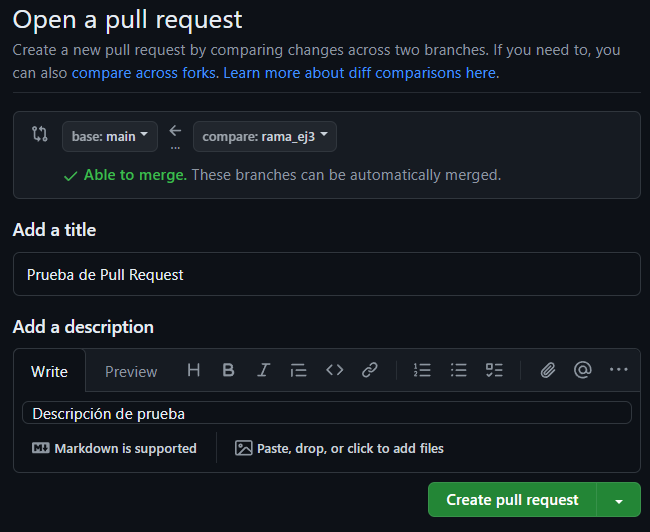 Open a pull request
Create a new pull request by comparing changes across two branches. If you need to, you
can also compare across forks. Learn more about diff comparisons here.
base: main
...
compare: rama_ej3
Able to merge. These branches can be automatically merged.
Add a title
Prueba de Pull Request
Add a description
Write Preview H B I
Descripción de prueba
Markdown is supported Paste, drop, or click to add files
Create pull request